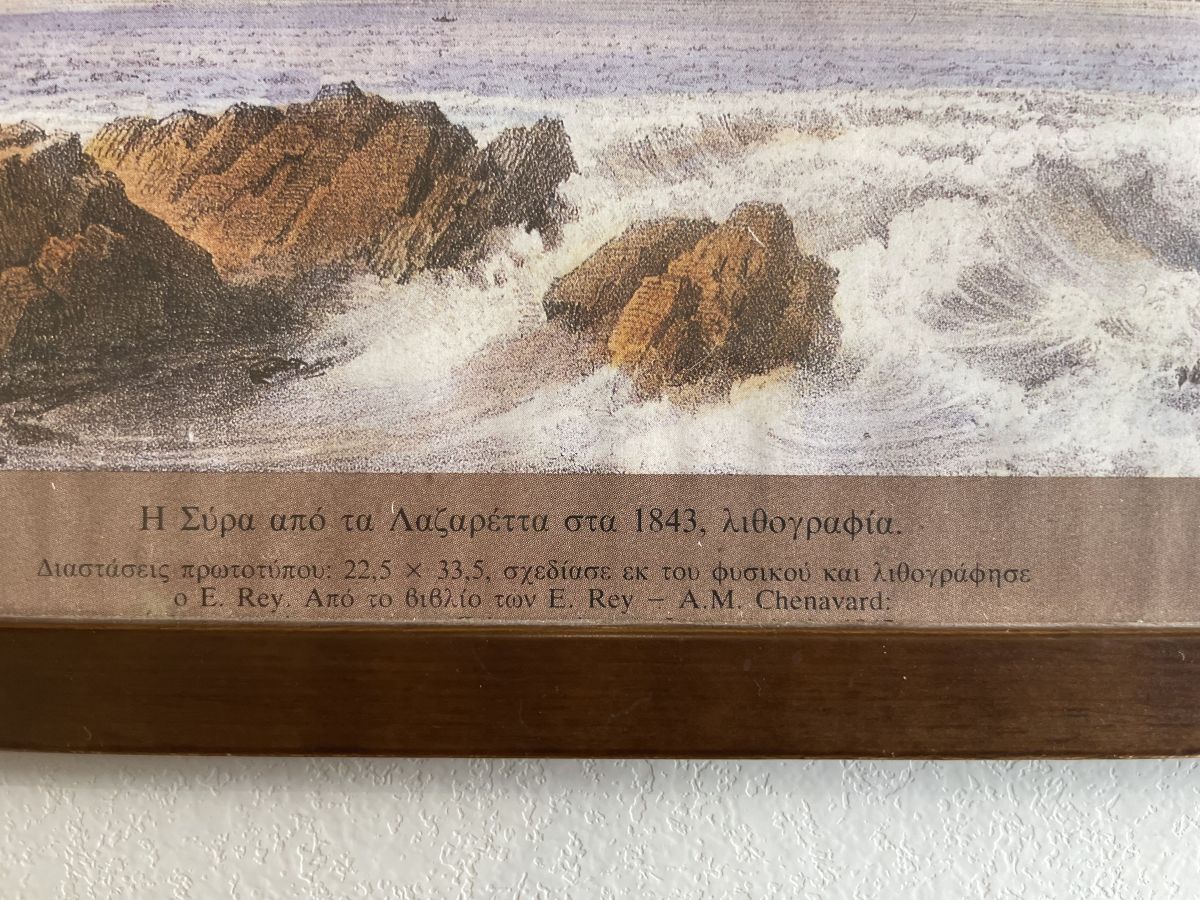 Η Σύρα από τα Λαζαρέττα στα 1843, λιθογραφία.
Διαστάσεις πρωτοτύπου: 22,5 × 33,5, σχεδίασε εκ του φυσικού και λιθογράφησε
ο E. Rey. Από το βιβλίο των E. Rey – A.M. Chenavard: